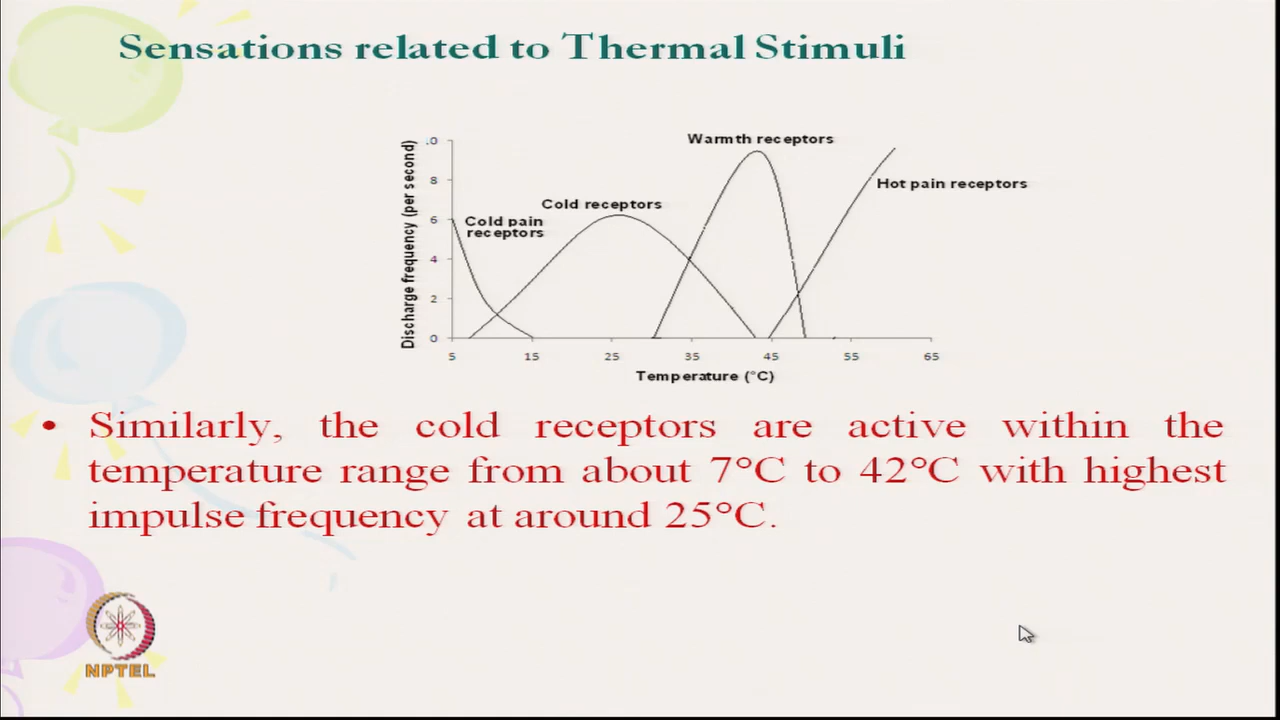 Sensations related to Thermal Stimuli
Warmth receptors
.0
Hot pain receptors
8
Cold receptors
6
Cold pain
receptors
4
2
0
Discharge frequency (per second)
5 15 25 35 45 55 65
Temperature (°C)
• Similarly, the cold receptors are active within the
temperature range from about 7°C to 42°C with highest
impulse frequency at around 25°C.
NPTEL